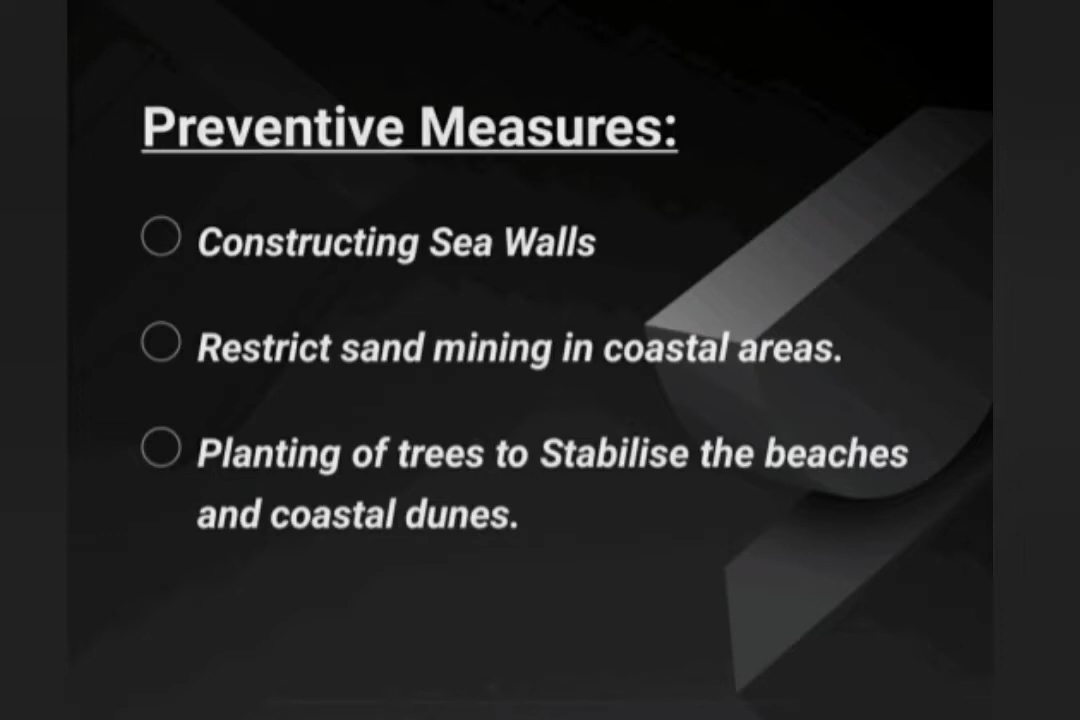 Preventive Measures:
Constructing Sea Walls
Restrict sand mining in coastal areas.
Planting of trees to Stabilise the beaches
and coastal dunes.